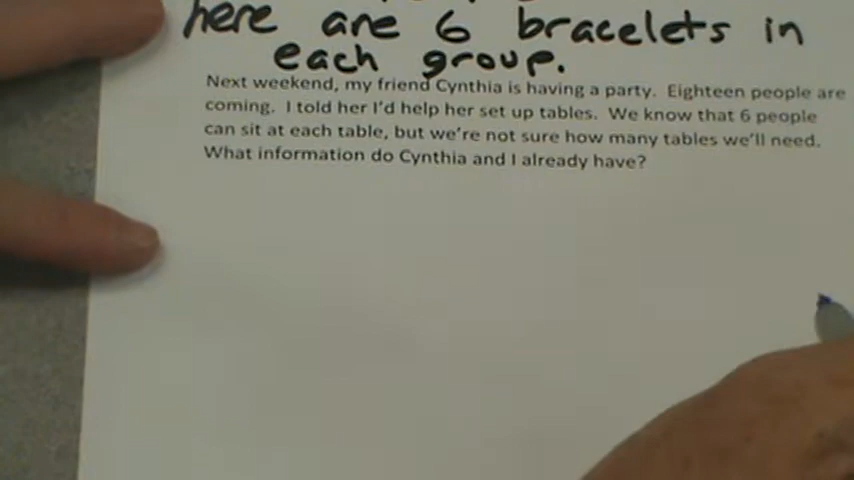 here are 6 bracelets in
each group.
Next weekend, my friend Cynthia is having a party. Eighteen people are
coming. I told her I'd help her set up tables. We know that 6 people
can sit at each table, but we're not sure how many tables we'll need.
What information do Cynthia and I already have?